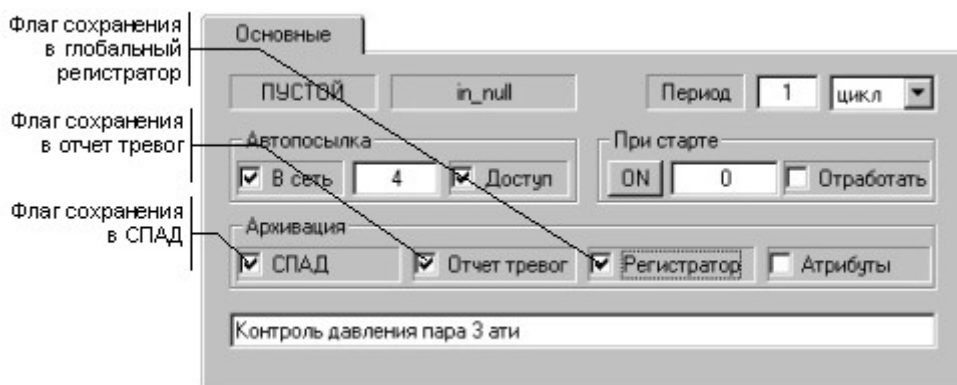 Флаг сохранения
в глобальный
регистратор
Флаг сохранения
в отчет тревог
Флаг сохранения
в СПАД
Основные
ПУСТОЙ in_null Период 1 цикл
Автопосылка При старте
В сеть 4 Доступ ON 0 Отработать
Архивация
СПАД Отчет тревог Регистратор Атрибуты
Контроль давления пара 3 ати